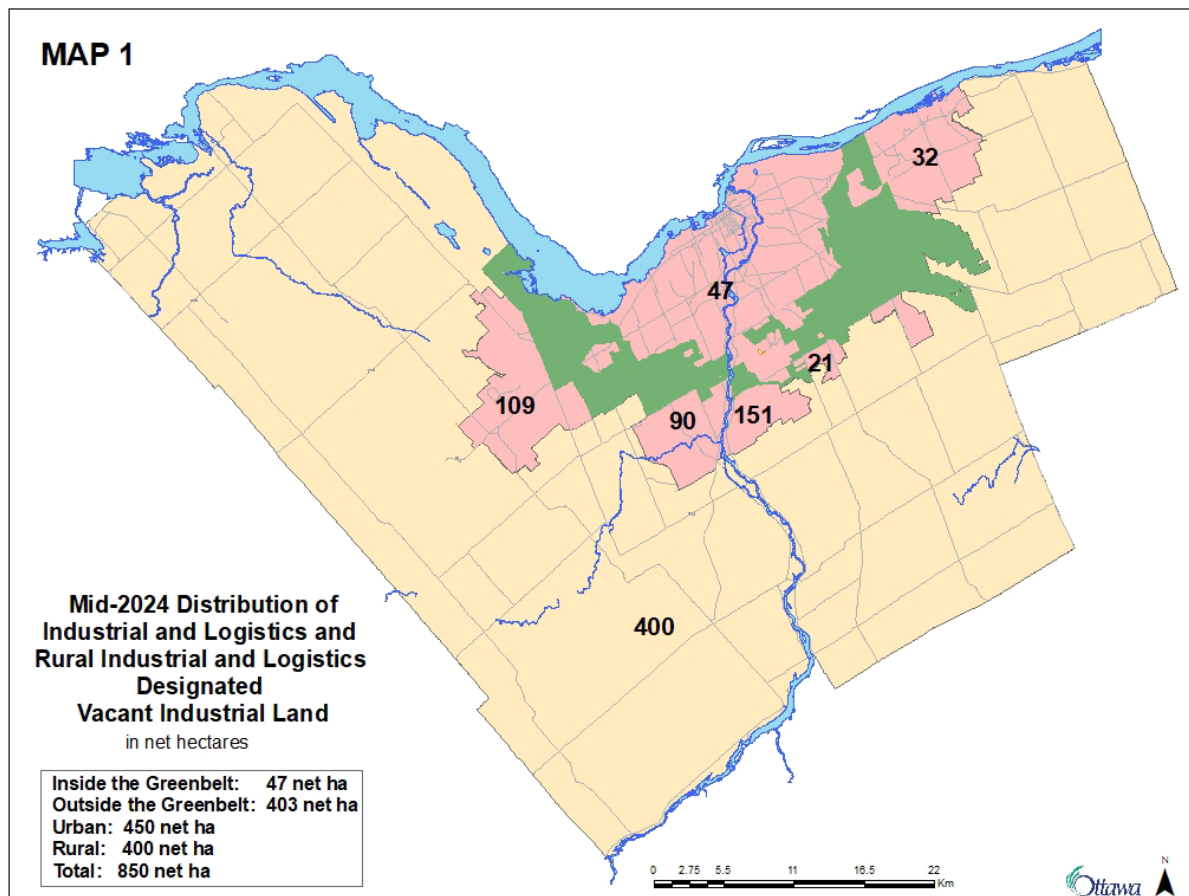 MAP 1
32
47
21
109
90
151
400
Mid-2024 Distribution of
Industrial and Logistics and
Rural Industrial and Logistics
Designated
Vacant Industrial Land
in net hectares
Inside the Greenbelt: 47 net ha
Outside the Greenbelt: 403 net ha
Urban: 450 net ha
Rural: 400 net ha
Total: 850 net ha
0 2.75 5.5 11 16.5 22
Km
Ottawa
N